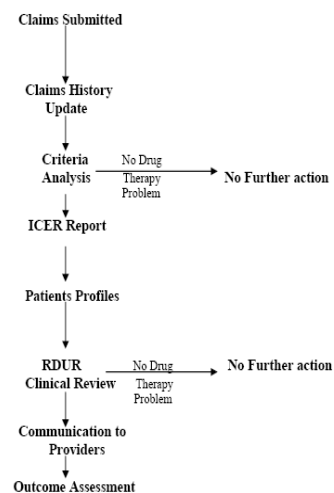 Claims Submitted
Claims History
Update
Criteria
Analysis
No Drug
Therapy
Problem
No Further action
ICER Report
Patients Profiles
RDUR
Clinical Review
No Drug
Therapy
Problem
No Further action
Communication to
Providers
Outcome Assessment